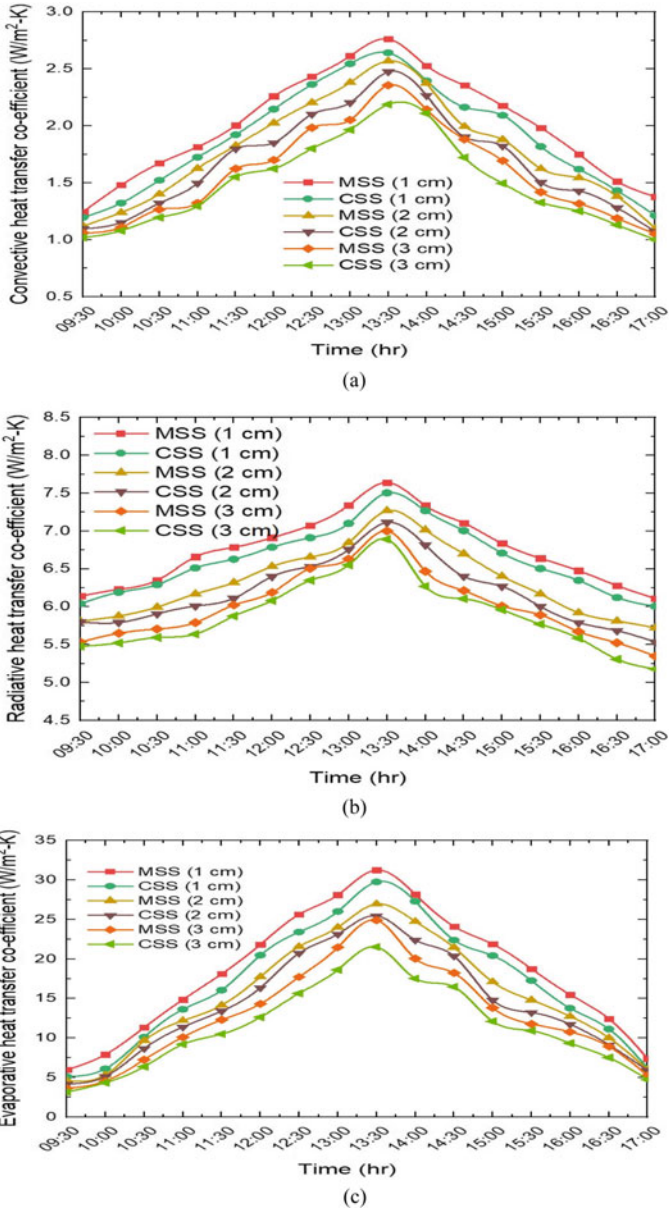 Convective heat transfer co-efficient (W/m²-K)
3.0
2.5
2.0
1.5
1.0
0.5
MSS (1 cm)
CSS (1 cm)
MSS (2 cm)
CSS (2 cm)
MSS (3 cm)
CSS (3 cm)
09:30 10:00 10:30 11:00 11:30 12:00 12:30 13:00 13:30 14:00 14:30 15:00 15:30 16:00 16:30 17:00
Time (hr)
(a)
Radiative heat transfer co-efficient (W/m²-K)
8.5
8.0
7.5
7.0
6.5
6.0
5.5
5.0
4.5
MSS (1 cm)
CSS (1 cm)
MSS (2 cm)
CSS (2 cm)
MSS (3 cm)
CSS (3 cm)
09:30 10:00 10:30 11:00 11:30 12:00 12:30 13:00 13:30 14:00 14:30 15:00 15:30 16:00 16:30 17:00
Time (hr)
(b)
Evaporative heat transfer co-efficient (W/m²-K)
35
30
25
20
15
10
5
0
MSS (1 cm)
CSS (1 cm)
MSS (2 cm)
CSS (2 cm)
MSS (3 cm)
CSS (3 cm)
09:30 10:00 10:30 11:00 11:30 12:00 12:30 13:00 13:30 14:00 14:30 15:00 15:30 16:00 16:30 17:00
Time (hr)
(c)